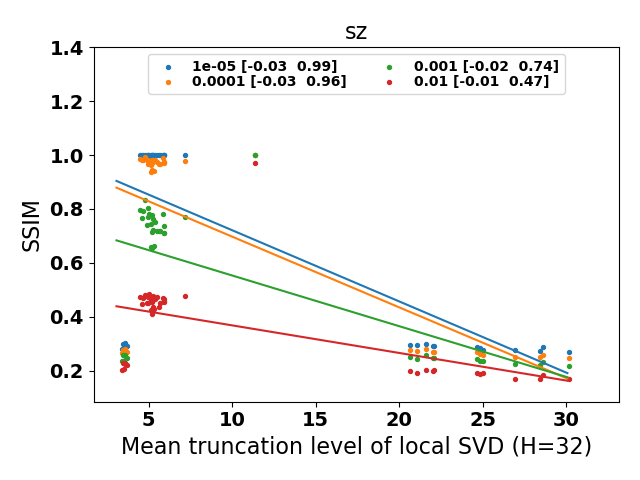 sz
1e-05 [-0.03  0.99]
0.0001 [-0.03  0.96]
0.001 [-0.02  0.74]
0.01 [-0.01  0.47]
1.4
1.2
1.0
0.8
0.6
0.4
0.2
SSIM
5 10 15 20 25 30
Mean truncation level of local SVD (H=32)